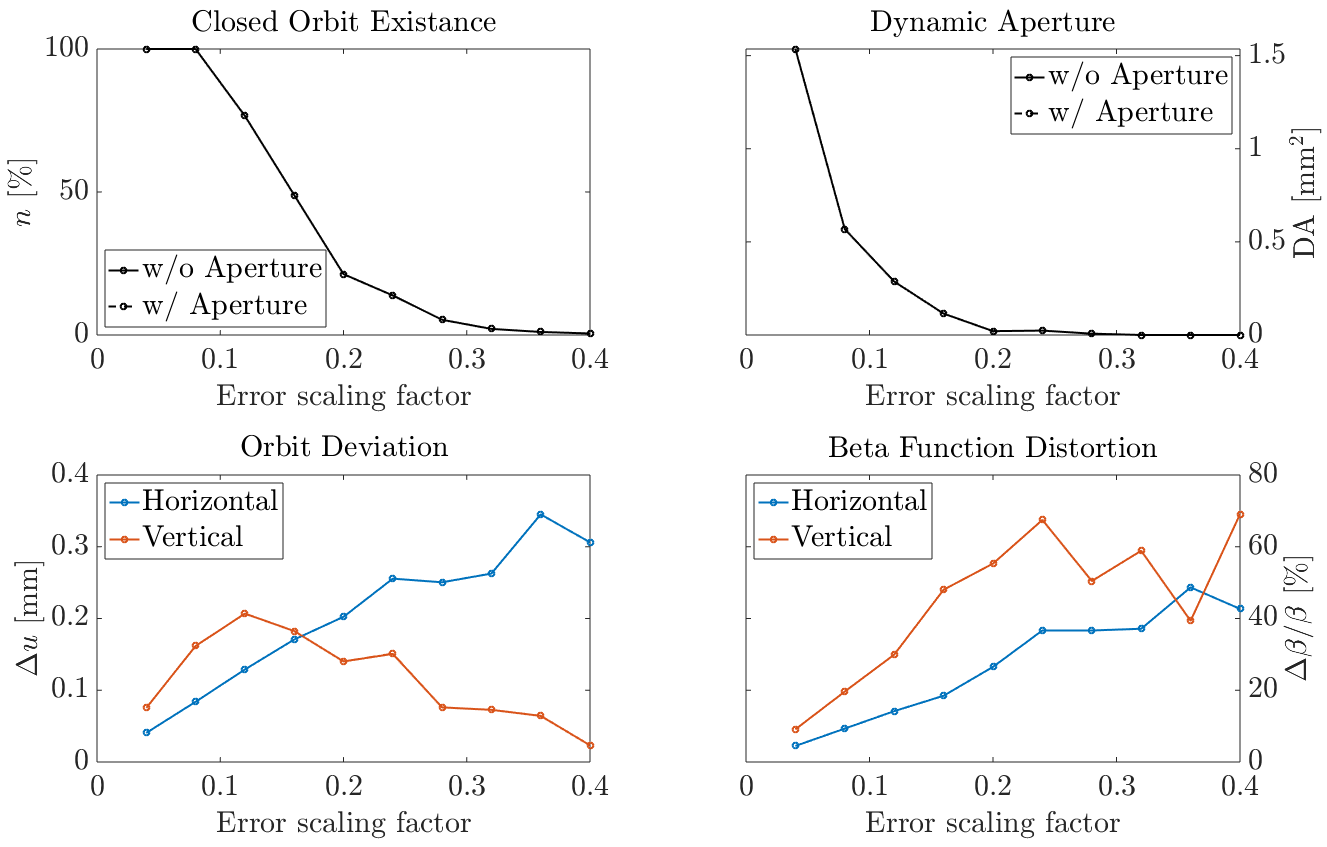 Closed Orbit Existance
n [%]
100
50
0
w/o Aperture
w/ Aperture
0 0.1 0.2 0.3 0.4
Error scaling factor
Dynamic Aperture
w/o Aperture
w/ Aperture
1.5
1
0.5
0
DA [mm²]
0 0.1 0.2 0.3 0.4
Error scaling factor
Orbit Deviation
Δu [mm]
0.4
0.3
0.2
0.1
0
Horizontal
Vertical
0 0.1 0.2 0.3 0.4
Error scaling factor
Beta Function Distortion
Horizontal
Vertical
80
60
40
20
0
Δβ/β [%]
0 0.1 0.2 0.3 0.4
Error scaling factor